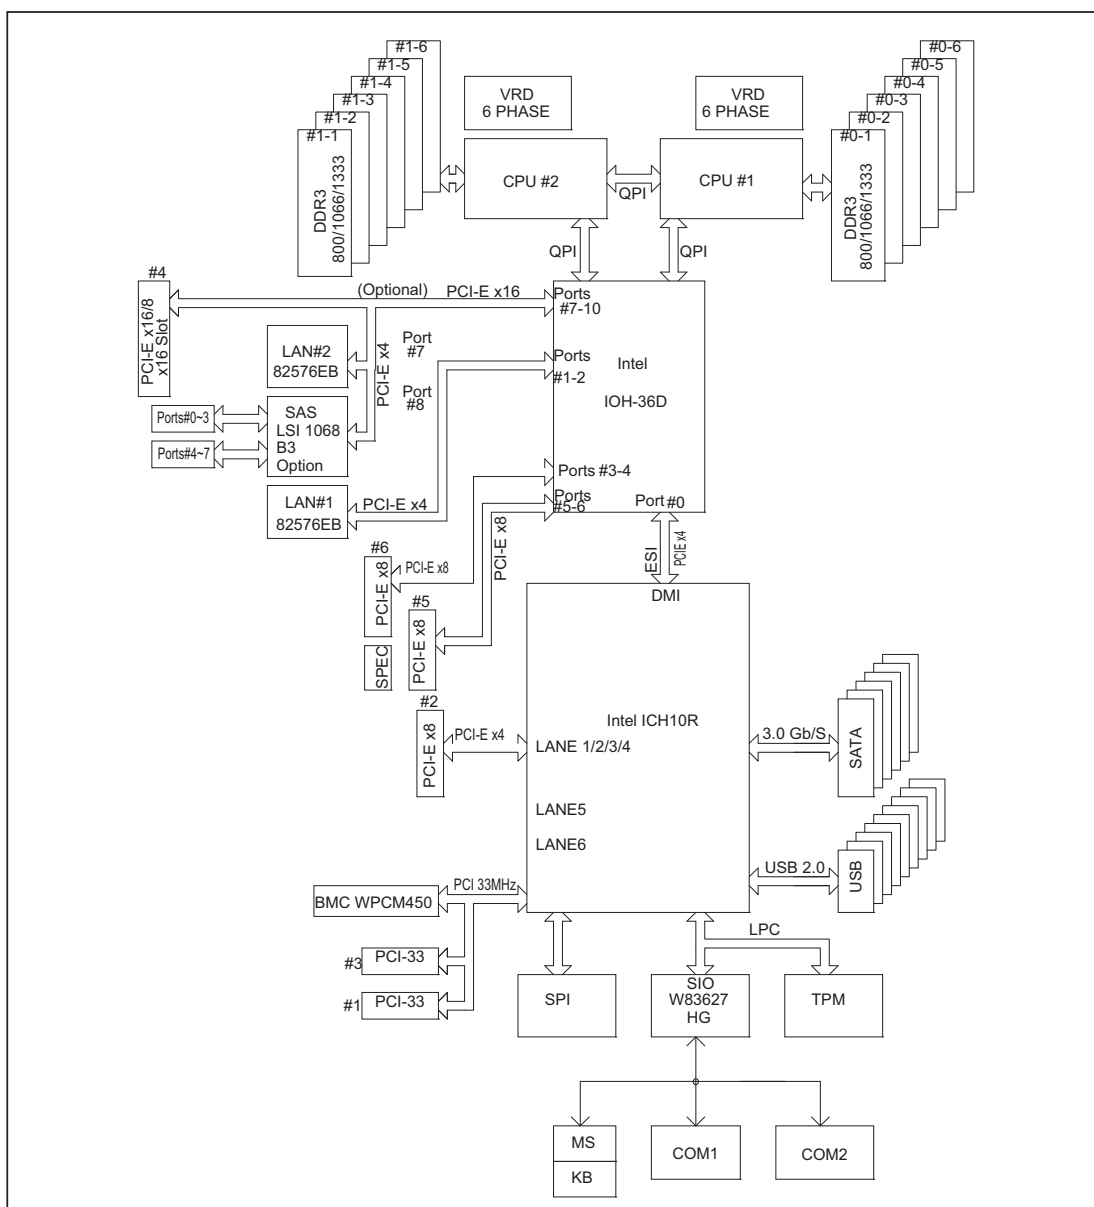 #1-6
#1-5
#1-4
#1-3
#1-2
#1-1
DDR3
800/1066/1333
VRD
6 PHASE
VRD
6 PHASE
#0-6
#0-5
#0-4
#0-3
#0-2
#0-1
DDR3
800/1066/1333
CPU #2
QPI
CPU #1
QPI
QPI
#4
PCI-E x16/8
x16 Slot
(Optional)
PCI-E x16
Ports
#7-10
LAN#2
82576EB
PCI-E x4
Port
#7
Port
#8
Ports
#1-2
Intel
IOH-36D
Ports#0~3
Ports#4~7
SAS
LSI 1068
B3
Option
Ports #3-4
LAN#1
82576EB
PCI-E x4
Ports
#5-6
Port #0
PCI-E x8
ESI
PCIE x4
#6
PCI-E x8
PCI-E x8
#5
PCI-E x8
SPEC
DMI
#2
PCI-E x8
PCI-E x4
Intel ICH10R
LANE 1/2/3/4
3.0 Gb/S
SATA
LANE5
LANE6
USB 2.0
USB
BMC WPCM450
PCI 33MHz
#3
PCI-33
#1
PCI-33
LPC
SPI
SIO
W83627
HG
TPM
MS
KB
COM1
COM2